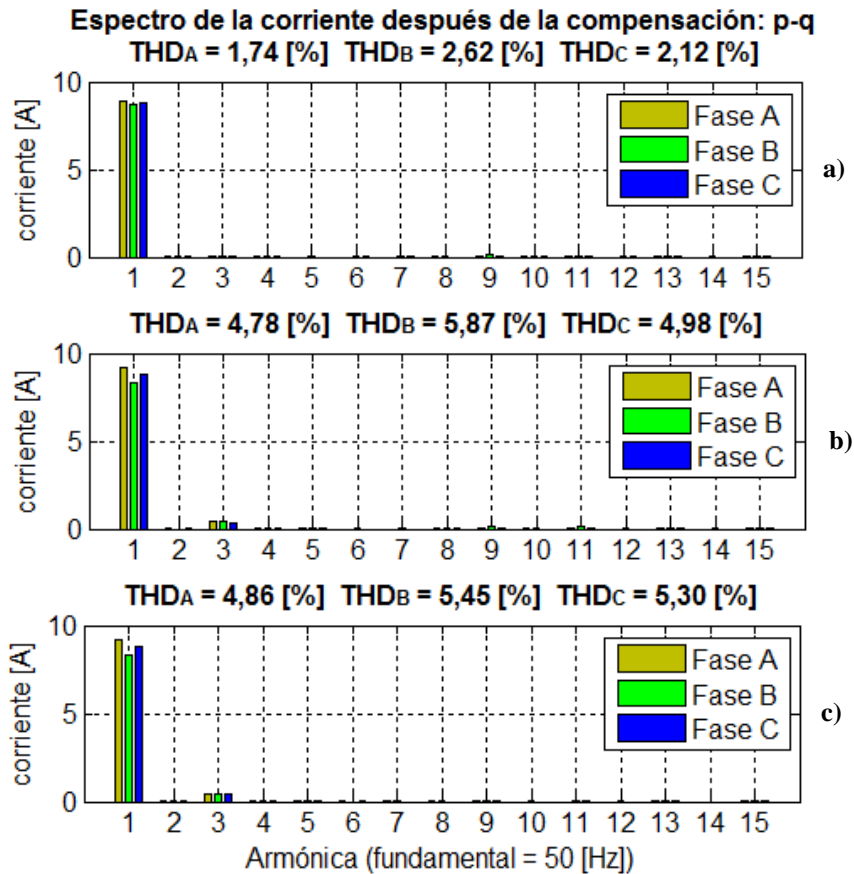 Espectro de la corriente después de la compensación: p-q
THDA = 1,74 [%] THDB = 2,62 [%] THDC = 2,12 [%]
corriente [A]
10
5
0
Fase A
Fase B
Fase C
a)
1 2 3 4 5 6 7 8 9 10 11 12 13 14 15
THDA = 4,78 [%] THDB = 5,87 [%] THDC = 4,98 [%]
corriente [A]
10
5
0
Fase A
Fase B
Fase C
b)
1 2 3 4 5 6 7 8 9 10 11 12 13 14 15
THDA = 4,86 [%] THDB = 5,45 [%] THDC = 5,30 [%]
corriente [A]
10
5
0
Fase A
Fase B
Fase C
c)
1 2 3 4 5 6 7 8 9 10 11 12 13 14 15
Armónica (fundamental = 50 [Hz])